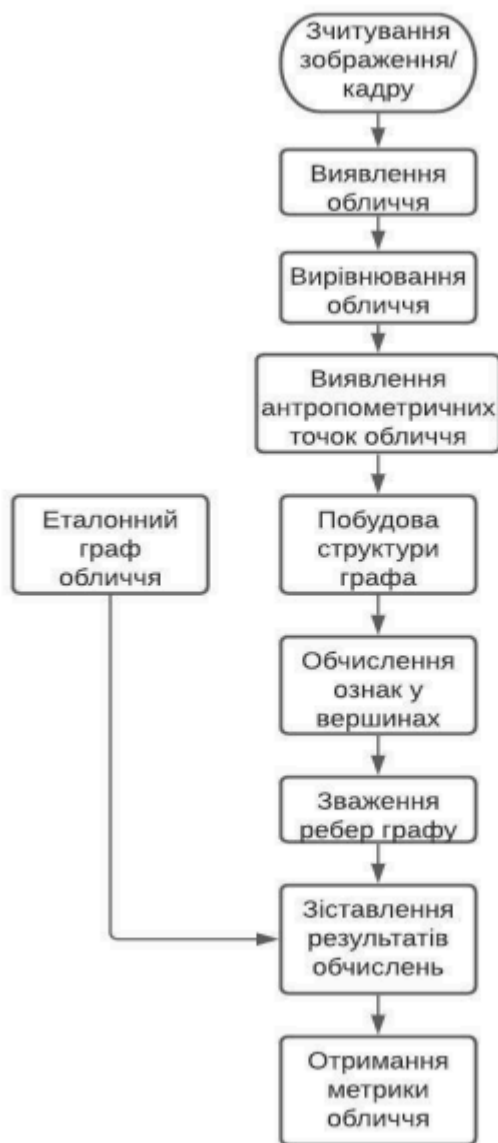 Зчитування
зображення/
кадру
Виявлення
обличчя
Вирівнювання
обличчя
Виявлення
антропометричних
точок обличчя
Еталонний
граф
обличчя
Побудова
структури
графа
Обчислення
ознак у
вершинах
Зваження
ребер графу
Зіставлення
результатів
обчислень
Отримання
метрики
обличчя